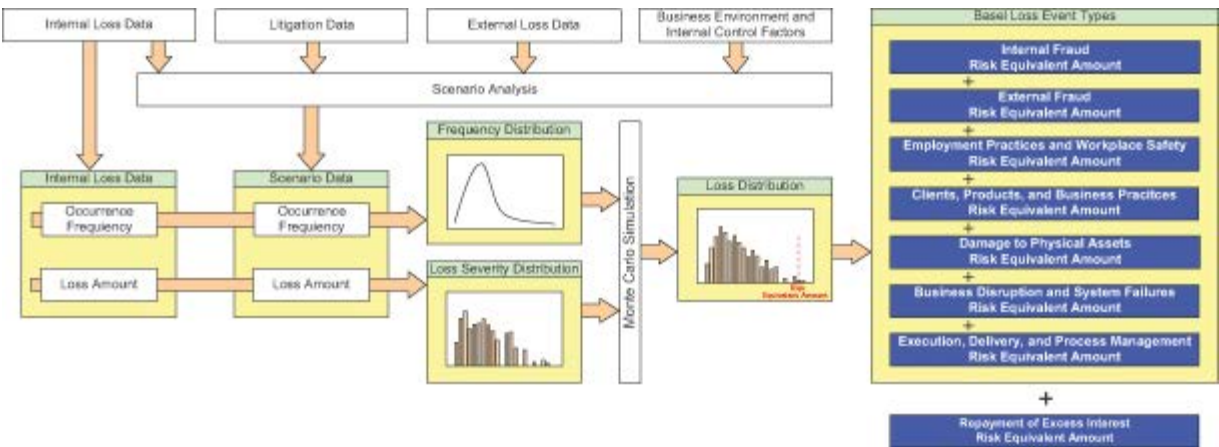 Internal Loss Data
Litigation Data
External Loss Data
Business Environment and
Internal Control Factors
Scenario Analysis
Internal Loss Data
Occurrence
Frequiency
Loss Amount
Scenario Data
Occurrence
Frequiency
Loss Amount
Frequency Distribution
Loss Severity Distribution
Monte Carlo Simulation
Loss Distribution
Risk
Equivalent Amount
Basel Loss Event Types
Internal Fraud
Risk Equivalent Amount
+
External Fraud
Risk Equivalent Amount
+
Employment Practices and Workplace Safety
Risk Equivalent Amount
+
Clients, Products, and Business Pracitces
Risk Equivalent Amount
+
Damage to Physical Assets
Risk Equivalent Amount
+
Business Disruption and System Failures
Risk Equivalent Amount
+
Execution, Delivery, and Process Management
Risk Equivalent Amount
+
Repayment of Excess Interest
Risk Equivalent Amount